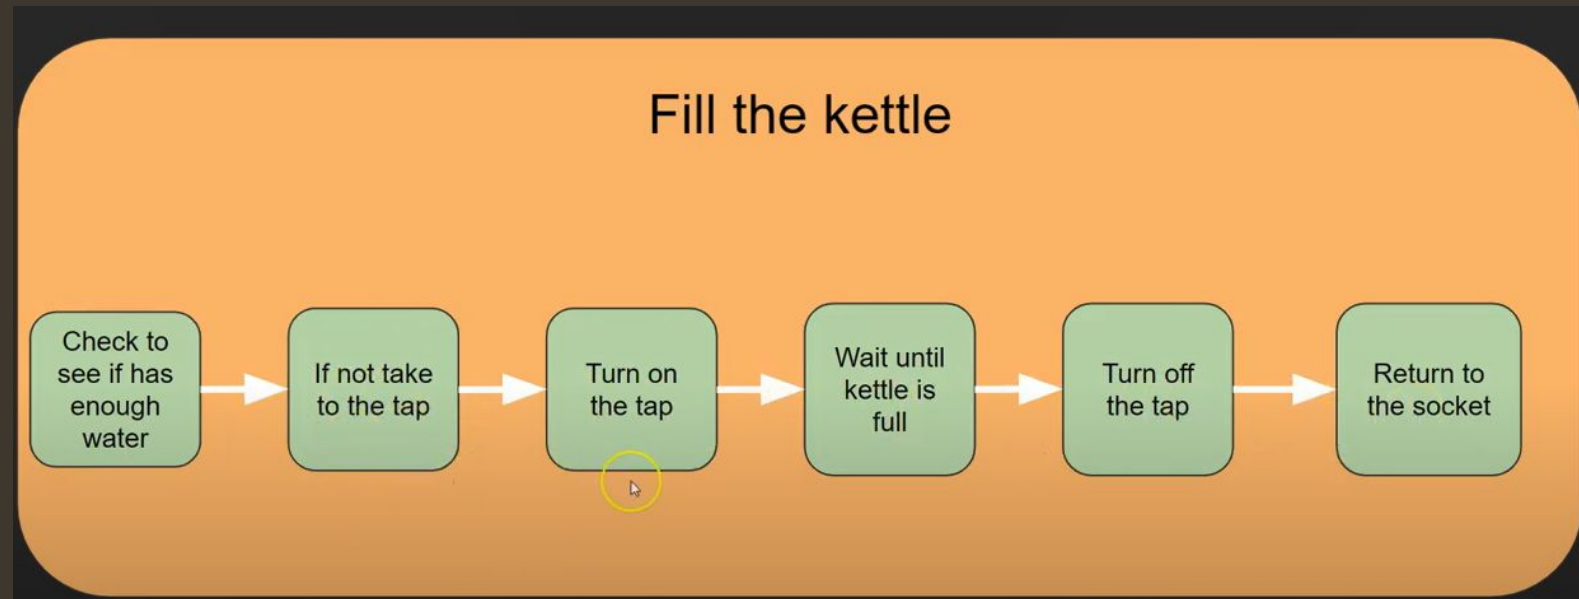 Fill the kettle
Check to
see if has
enough
water
If not take
to the tap
Turn on
the tap
Wait until
kettle is
full
Turn off
the tap
Return to
the socket